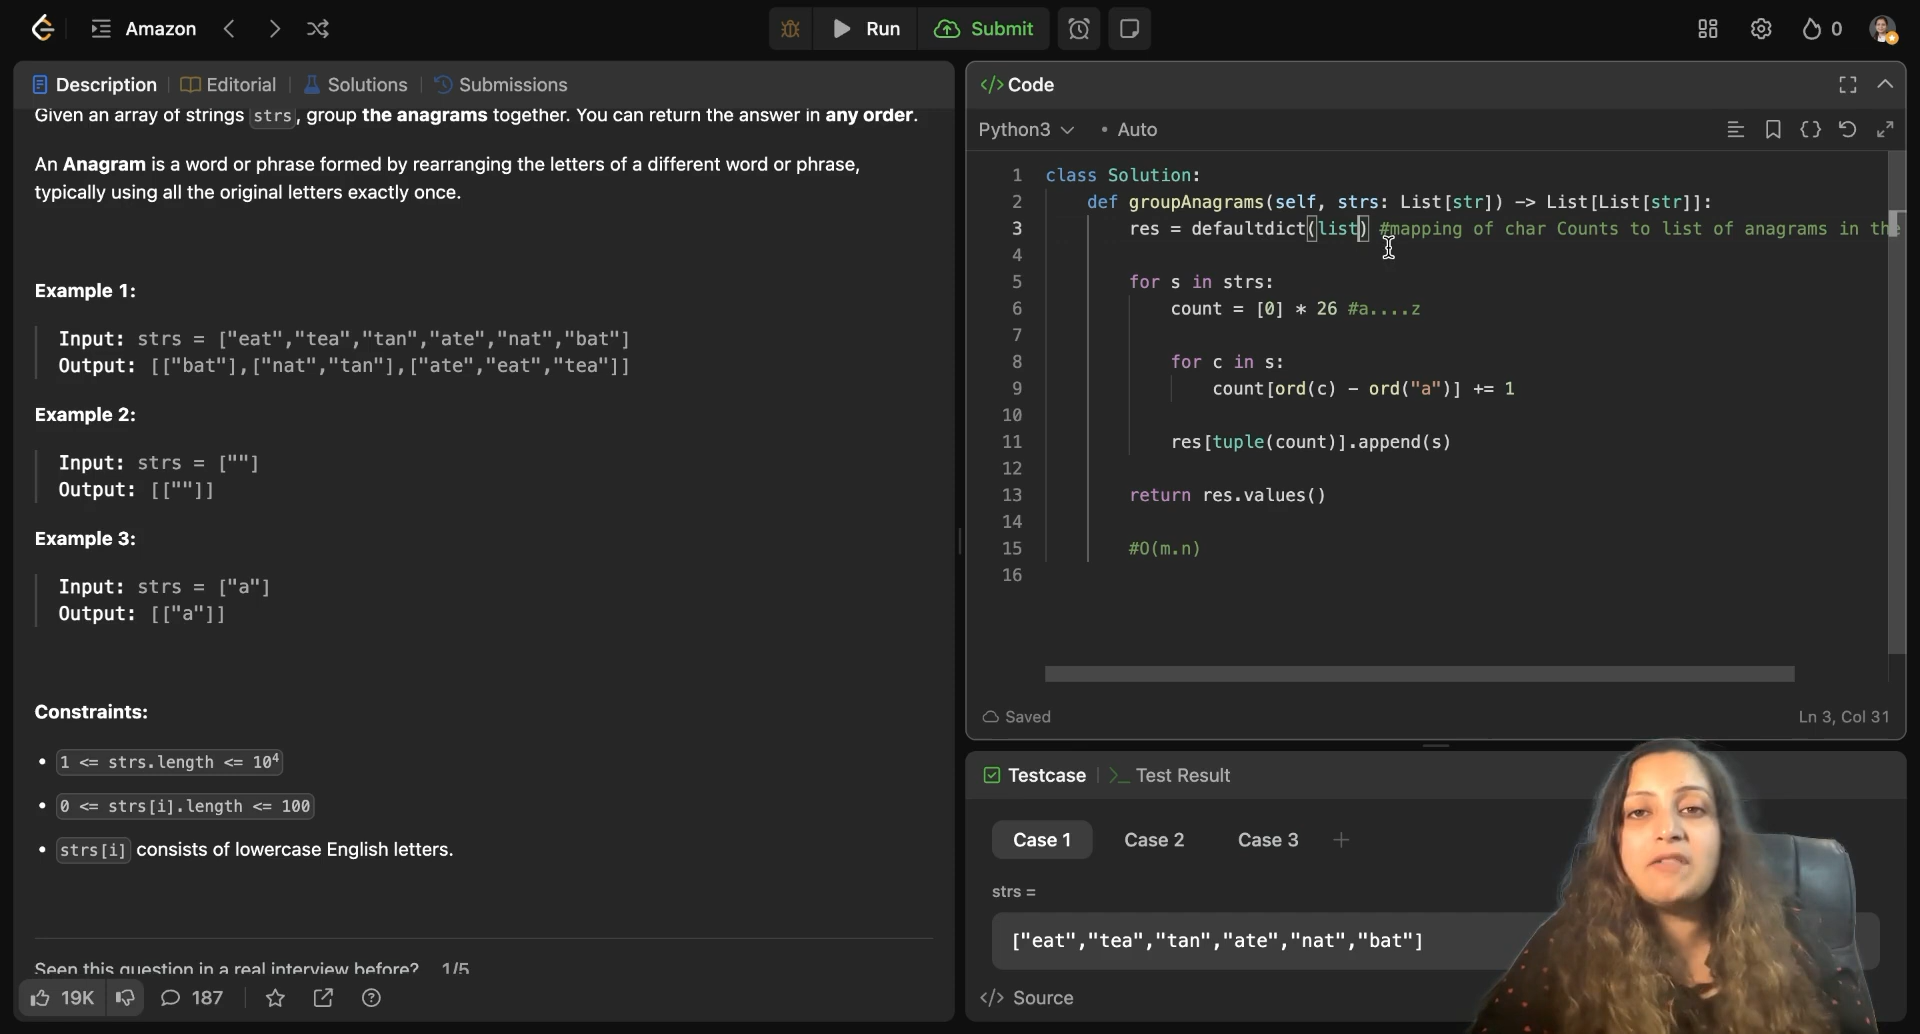 Amazon
Run
Submit
0
Description
Editorial
Solutions
Submissions
Given an array of strings strs, group the anagrams together. You can return the answer in any order.
An Anagram is a word or phrase formed by rearranging the letters of a different word or phrase,
typically using all the original letters exactly once.
Example 1:
Input: strs = ["eat","tea","tan","ate","nat","bat"]
Output: [["bat"],["nat","tan"],["ate","eat","tea"]]
Example 2:
Input: strs = [""]
Output: [[""]]
Example 3:
Input: strs = ["a"]
Output: [["a"]]
Constraints:
• 1 <= strs.length <= 10⁴
• 0 <= strs[i].length <= 100
• strs[i] consists of lowercase English letters.
Seen this question in a real interview before? 1/5
19K
187
</> Code
Python3
• Auto
1 class Solution:
2 def groupAnagrams(self, strs: List[str]) -> List[List[str]]:
3 res = defaultdict(list) #mapping of char Counts to list of anagrams in the
4
5 for s in strs:
6 count = [0] * 26 #a....z
7
8 for c in s:
9 count[ord(c) - ord("a")] += 1
10
11 res[tuple(count)].append(s)
12
13 return res.values()
14
15 #O(m.n)
16
Saved
Ln 3, Col 31
Testcase
>_ Test Result
Case 1
Case 2
Case 3
+
strs =
["eat","tea","tan","ate","nat","bat"]
</> Source